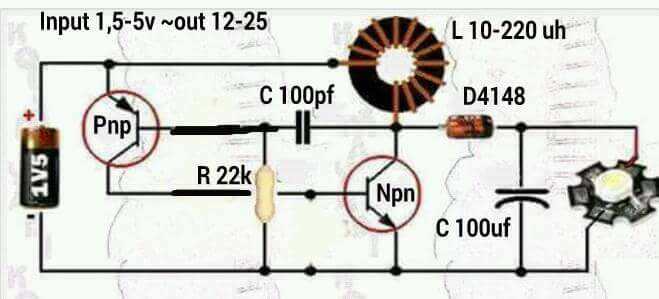 Input 1,5-5v ~out 12-25
L 10-220 uh
C 100pf
D4148
+
Pnp
1V5
R 22k
Npn
-
C 100uf